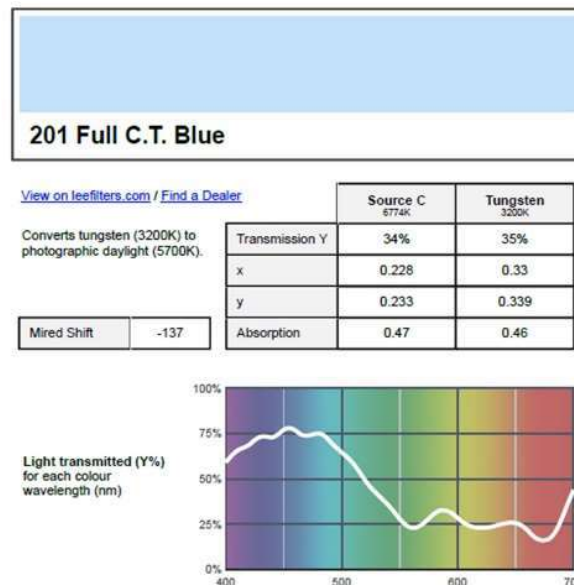 201 Full C.T. Blue
View on leefilters.com / Find a Dealer
Converts tungsten (3200K) to
photographic daylight (5700K).
Source C Tungsten
6774K 3200K
Transmission Y 34% 35%
x 0.228 0.33
y 0.233 0.339
Absorption 0.47 0.46
Mired Shift -137
100%
75%
50%
25%
0%
Light transmitted (Y%)
for each colour
wavelength (nm)
400 500 600